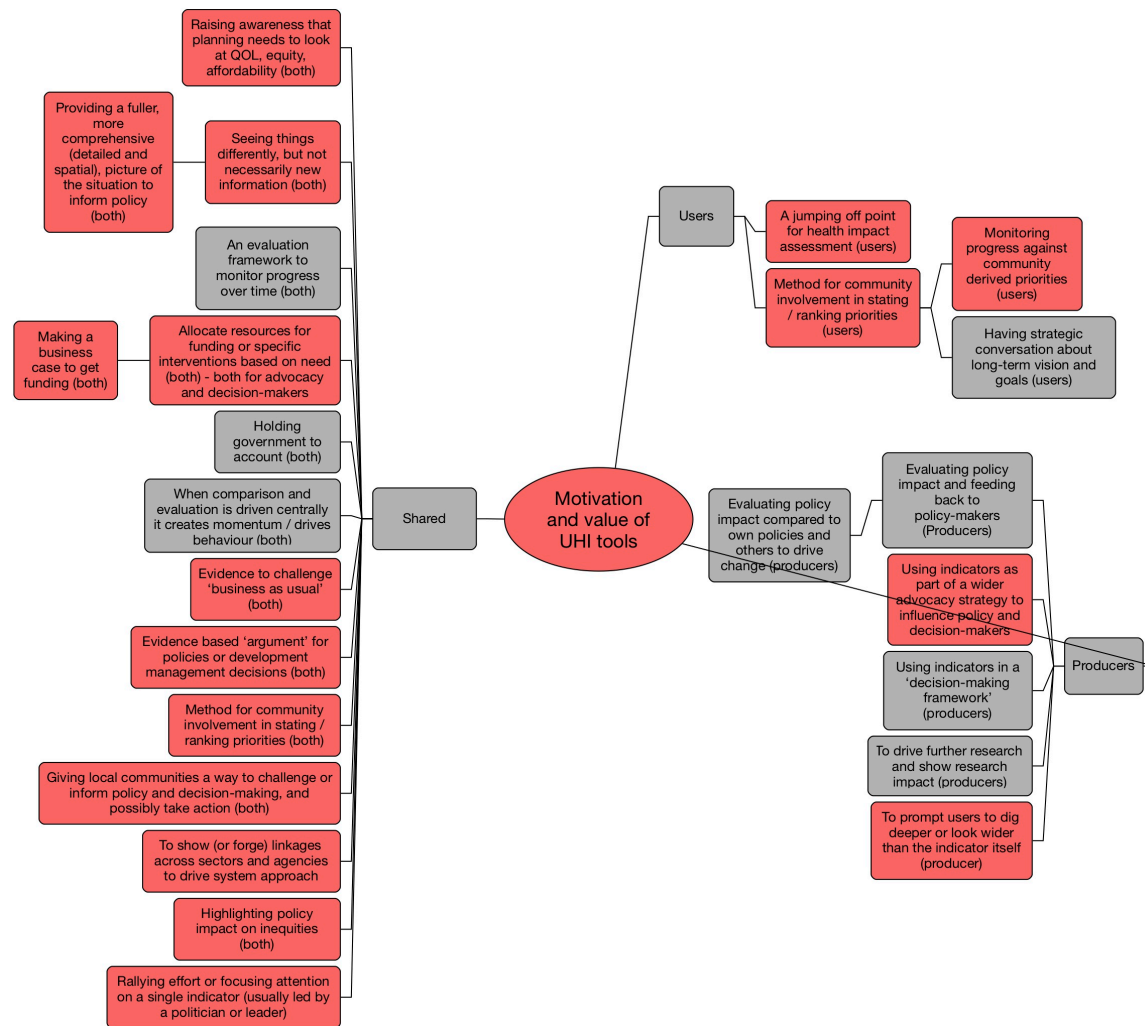 Raising awareness that
planning needs to look
at QOL, equity,
affordability (both)
Providing a fuller,
more
comprehensive
(detailed and
spatial), picture of
the situation to
inform policy
(both)
Seeing things
differently, but not
necessarily new
information (both)
An evaluation
framework to
monitor progress
over time (both)
Making a
business
case to get
funding (both)
Allocate resources for
funding or specific
interventions based on need
(both) - both for advocacy
and decision-makers
Holding
government to
account (both)
When comparison and
evaluation is driven centrally
it creates momentum / drives
behaviour (both)
Evidence to challenge
‘business as usual’
(both)
Evidence based ‘argument’ for
policies or development
management decisions (both)
Method for community
involvement in stating /
ranking priorities (both)
Giving local communities a way to challenge or
inform policy and decision-making, and
possibly take action (both)
To show (or forge) linkages
across sectors and agencies
to drive system approach
Highlighting policy
impact on inequities
(both)
Rallying effort or focusing attention
on a single indicator (usually led by
a politician or leader)
Shared
Motivation
and value of
UHI tools
Users
A jumping off point
for health impact
assessment (users)
Method for community
involvement in stating
/ ranking priorities
(users)
Monitoring
progress against
community
derived priorities
(users)
Having strategic
conversation about
long-term vision and
goals (users)
Evaluating policy
impact compared to
own policies and
others to drive
change (producers)
Evaluating policy
impact and feeding
back to
policy-makers
(Producers)
Using indicators as
part of a wider
advocacy strategy to
influence policy and
decision-makers
Using indicators in a
‘decision-making
framework’
(producers)
To drive further
research and show
research impact
(producers)
To prompt users to dig
deeper or look wider
than the indicator itself
(producer)
Producers